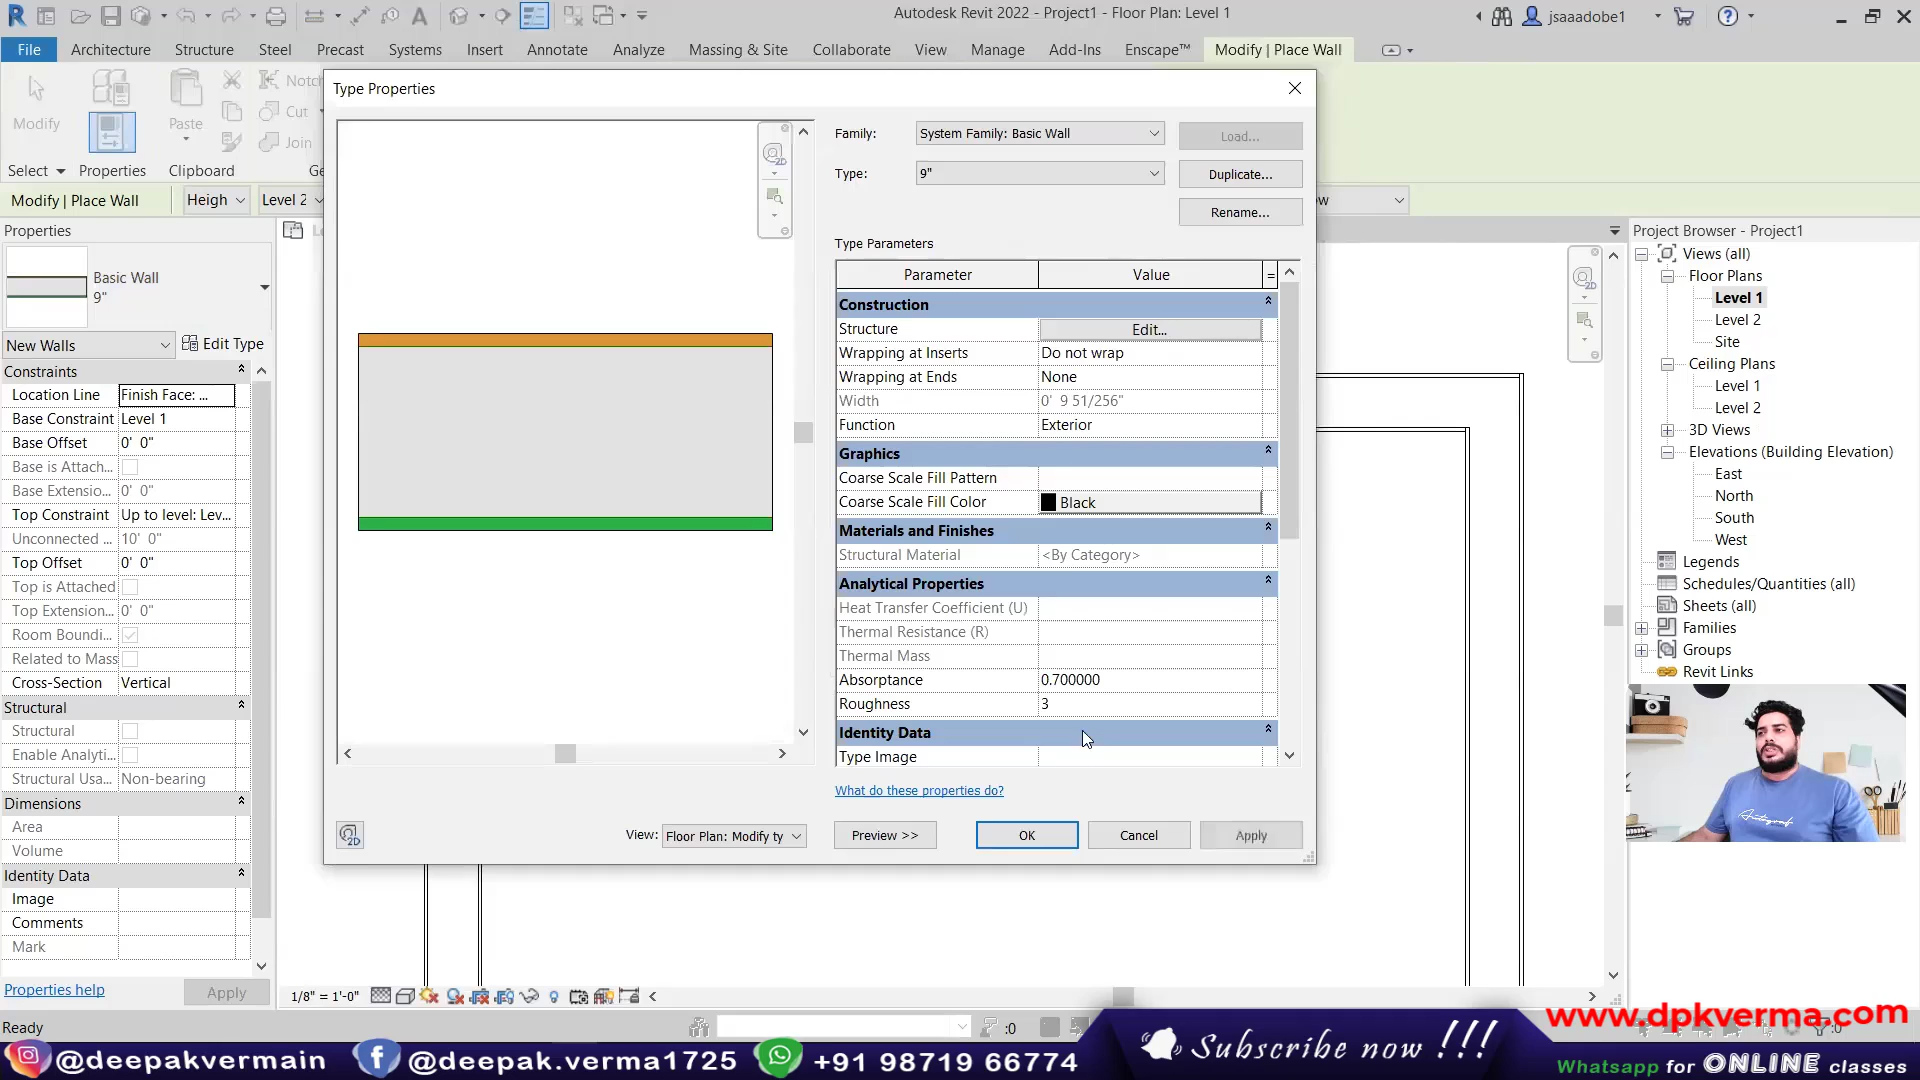 Autodesk Revit 2022 - Project1 - Floor Plan: Level 1
jsaaadobe1
File Architecture Structure Steel Precast Systems Insert Annotate Analyze Massing & Site Collaborate View Manage Add-Ins Enscape™ Modify | Place Wall
Modify
Paste
Notch
Cut
Join
Select Properties Clipboard Ge
Modify | Place Wall
Heigh
Level 2
Properties
Basic Wall
9"
New Walls
Edit Type
Constraints
Location Line Finish Face: ...
Base Constraint Level 1
Base Offset 0' 0"
Base is Attach...
Base Extensio... 0' 0"
Top Constraint Up to level: Lev...
Unconnected ... 10' 0"
Top Offset 0' 0"
Top is Attached
Top Extension... 0' 0"
Room Boundi...
Related to Mass
Cross-Section Vertical
Structural
Structural
Enable Analyti...
Structural Usa... Non-bearing
Dimensions
Area
Volume
Identity Data
Image
Comments
Mark
Properties help
Apply
Type Properties
Family: System Family: Basic Wall Load...
Type: 9" Duplicate...
Rename...
Type Parameters
Parameter Value =
Construction
Structure Edit...
Wrapping at Inserts Do not wrap
Wrapping at Ends None
Width 0' 9 51/256"
Function Exterior
Graphics
Coarse Scale Fill Pattern
Coarse Scale Fill Color Black
Materials and Finishes
Structural Material <By Category>
Analytical Properties
Heat Transfer Coefficient (U)
Thermal Resistance (R)
Thermal Mass
Absorptance 0.700000
Roughness 3
Identity Data
Type Image
What do these properties do?
View: Floor Plan: Modify ty Preview >> OK Cancel Apply
Project Browser - Project1
Views (all)
Floor Plans
Level 1
Level 2
Site
Ceiling Plans
Level 1
Level 2
3D Views
Elevations (Building Elevation)
East
North
South
West
Legends
Schedules/Quantities (all)
Sheets (all)
Families
Groups
Revit Links
1/8" = 1'-0"
Ready
:0
:0
www.dpkverma.com
@deepakvermain @deepak.verma1725 +91 98719 66774
Subscribe now !!!
Whatsapp for ONLINE classes